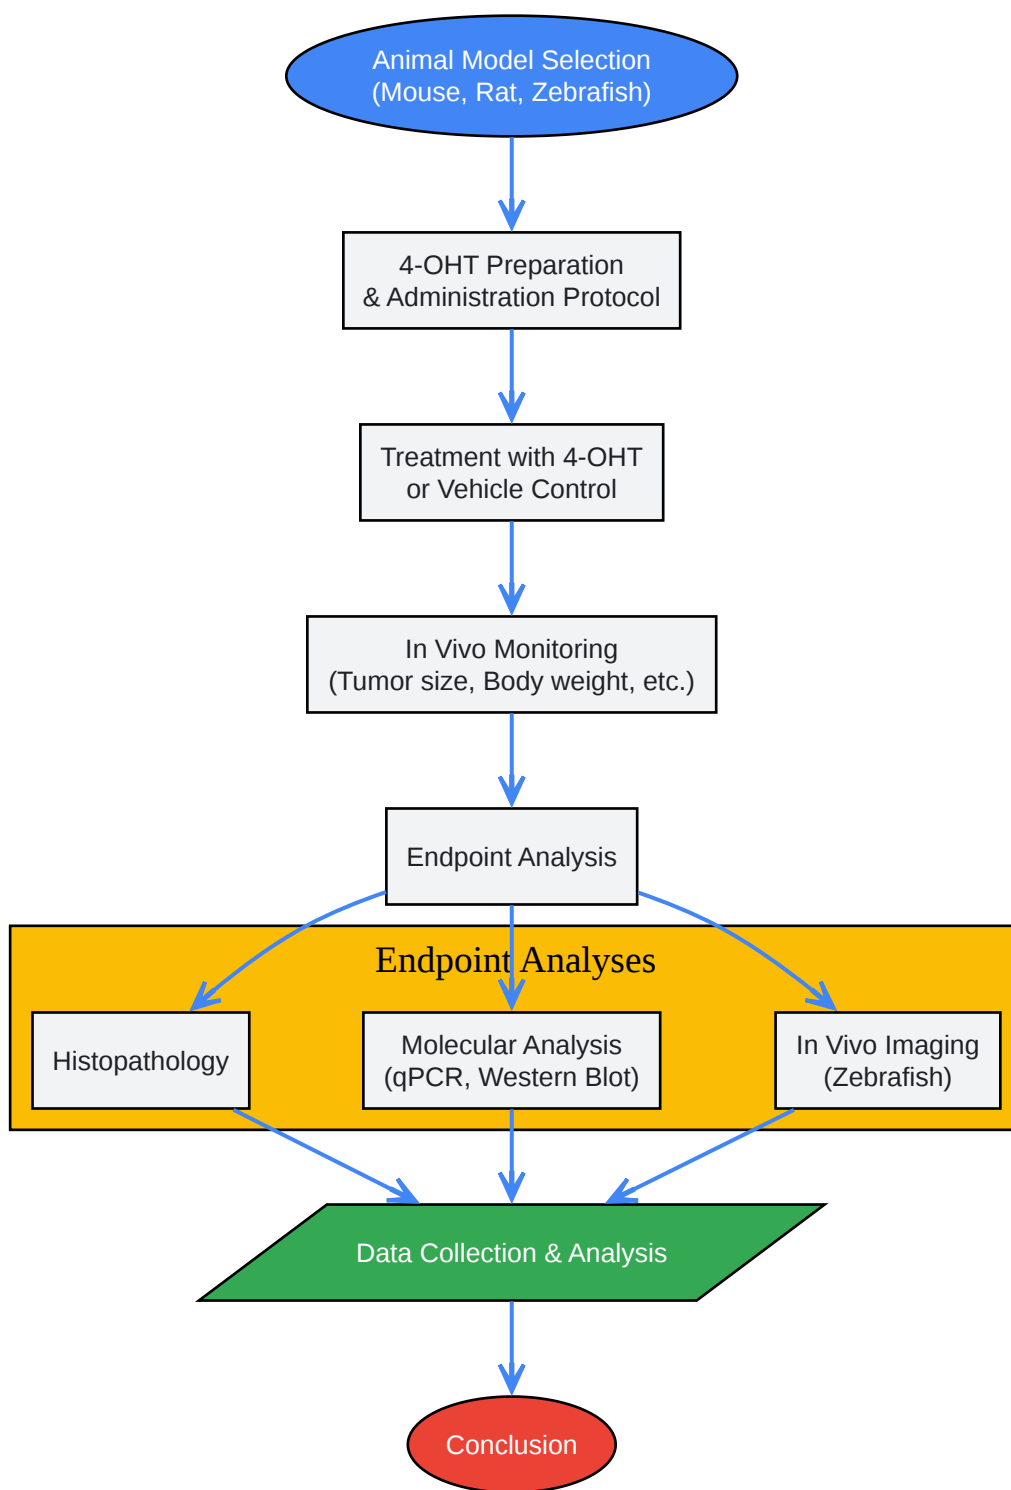 Animal Model Selection
(Mouse, Rat, Zebrafish)
4-OHT Preparation
& Administration Protocol
Treatment with 4-OHT
or Vehicle Control
In Vivo Monitoring
(Tumor size, Body weight, etc.)
Endpoint Analysis
Endpoint Analyses
Histopathology
Molecular Analysis
(qPCR, Western Blot)
In Vivo Imaging
(Zebrafish)
Data Collection & Analysis
Conclusion